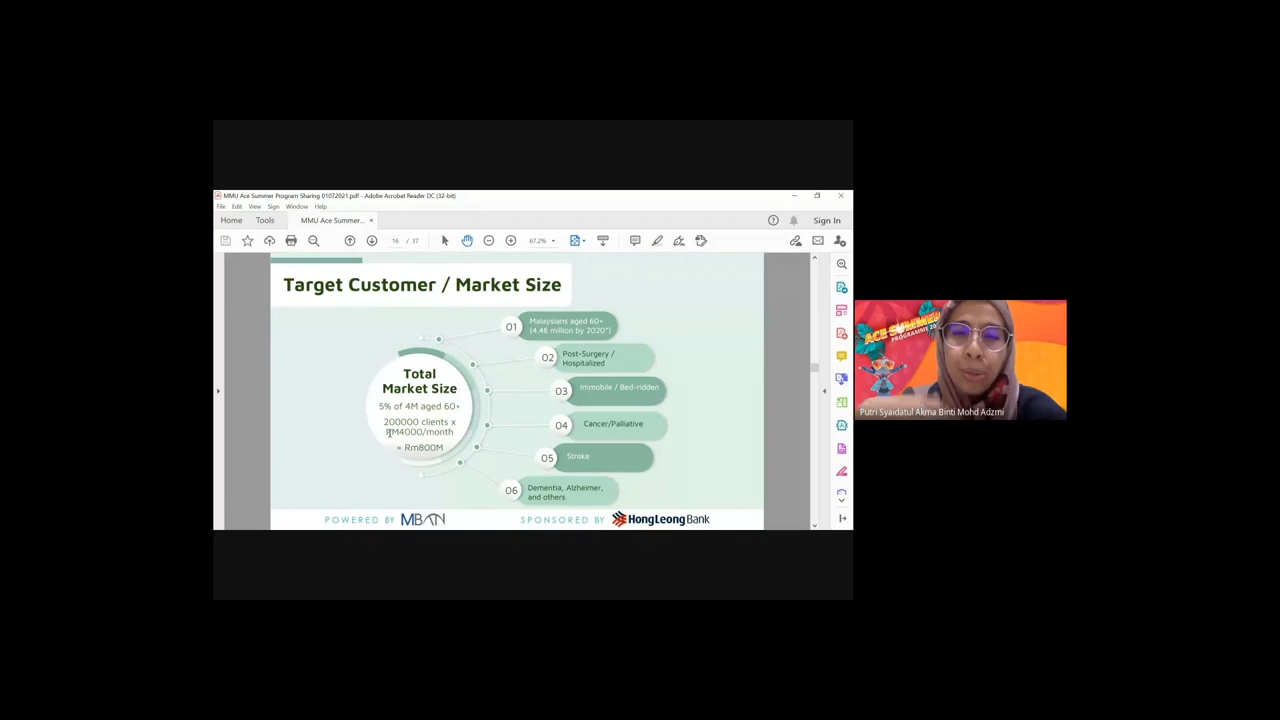 MMU Ace Summer Program Sharing 01072021.pdf - Adobe Acrobat Reader DC (32-bit)
File Edit View Sign Window Help
Home Tools MMU Ace Summer... × Sign In
16 / 37 67.2%
Target Customer / Market Size
Total
Market Size
5% of 4M aged 60+
200000 clients x
RM4000/month
= Rm800M
01 Malaysians aged 60+
(4.46 million by 2020*)
02 Post-Surgery /
Hospitalized
03 Immobile / Bed-ridden
04 Cancer/Palliative
05 Stroke
06 Dementia, Alzheimer,
and others
POWERED BY MBAN SPONSORED BY HongLeong Bank
ACE SUMMER
PROGRAMME 20
Putri Syaidatul Akma Binti Mohd Adzmi